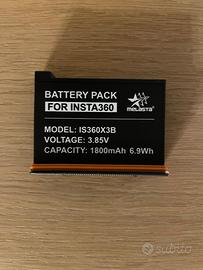 BATTERY PACK
FOR INSTA360
melasta
MODEL: IS360X3B
VOLTAGE: 3.85V
CAPACITY: 1800mAh 6.9Wh
subito